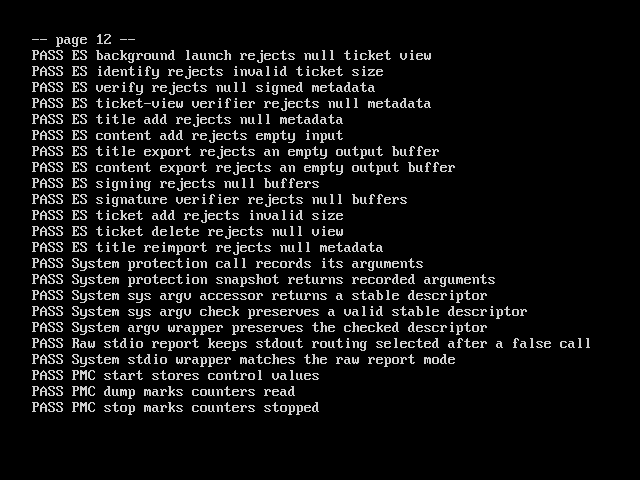 -- page 12 --
PASS ES background launch rejects null ticket view
PASS ES identify rejects invalid ticket size
PASS ES verify rejects null signed metadata
PASS ES ticket-view verifier rejects null metadata
PASS ES title add rejects null metadata
PASS ES content add rejects empty input
PASS ES title export rejects an empty output buffer
PASS ES content export rejects an empty output buffer
PASS ES signing rejects null buffers
PASS ES signature verifier rejects null buffers
PASS ES ticket add rejects invalid size
PASS ES ticket delete rejects null view
PASS ES title reimport rejects null metadata
PASS System protection call records its arguments
PASS System protection snapshot returns recorded arguments
PASS System sys argv accessor returns a stable descriptor
PASS System sys argv check preserves a valid stable descriptor
PASS System argv wrapper preserves the checked descriptor
PASS Raw stdio report keeps stdout routing selected after a false call
PASS System stdio wrapper matches the raw report mode
PASS PMC start stores control values
PASS PMC dump marks counters read
PASS PMC stop marks counters stopped